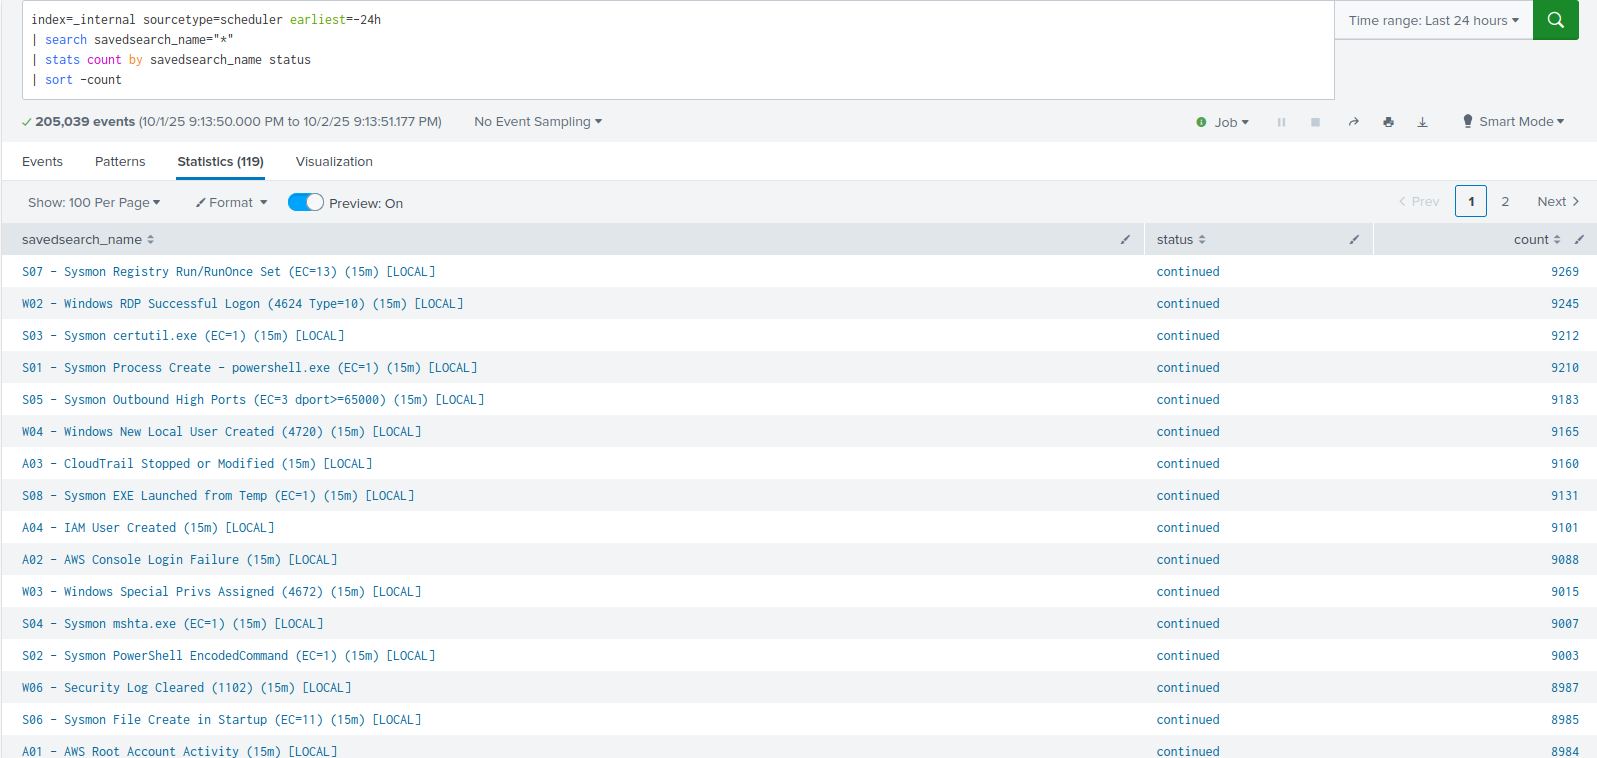 index=_internal sourcetype=scheduler earliest=-24h
| search savedsearch_name="*"
| stats count by savedsearch_name status
| sort -count
Time range: Last 24 hours
205,039 events (10/1/25 9:13:50.000 PM to 10/2/25 9:13:51.177 PM) No Event Sampling Job Smart Mode
Events Patterns Statistics (119) Visualization
Show: 100 Per Page Format Preview: On < Prev 1 2 Next >
savedsearch_name status count
S07 - Sysmon Registry Run/RunOnce Set (EC=13) (15m) [LOCAL] continued 9269
W02 - Windows RDP Successful Logon (4624 Type=10) (15m) [LOCAL] continued 9245
S03 - Sysmon certutil.exe (EC=1) (15m) [LOCAL] continued 9212
S01 - Sysmon Process Create - powershell.exe (EC=1) (15m) [LOCAL] continued 9210
S05 - Sysmon Outbound High Ports (EC=3 dport>=65000) (15m) [LOCAL] continued 9183
W04 - Windows New Local User Created (4720) (15m) [LOCAL] continued 9165
A03 - CloudTrail Stopped or Modified (15m) [LOCAL] continued 9160
S08 - Sysmon EXE Launched from Temp (EC=1) (15m) [LOCAL] continued 9131
A04 - IAM User Created (15m) [LOCAL] continued 9101
A02 - AWS Console Login Failure (15m) [LOCAL] continued 9088
W03 - Windows Special Privs Assigned (4672) (15m) [LOCAL] continued 9015
S04 - Sysmon mshta.exe (EC=1) (15m) [LOCAL] continued 9007
S02 - Sysmon PowerShell EncodedCommand (EC=1) (15m) [LOCAL] continued 9003
W06 - Security Log Cleared (1102) (15m) [LOCAL] continued 8987
S06 - Sysmon File Create in Startup (EC=11) (15m) [LOCAL] continued 8985
A01 - AWS Root Account Activity (15m) [LOCAL] continued 8984